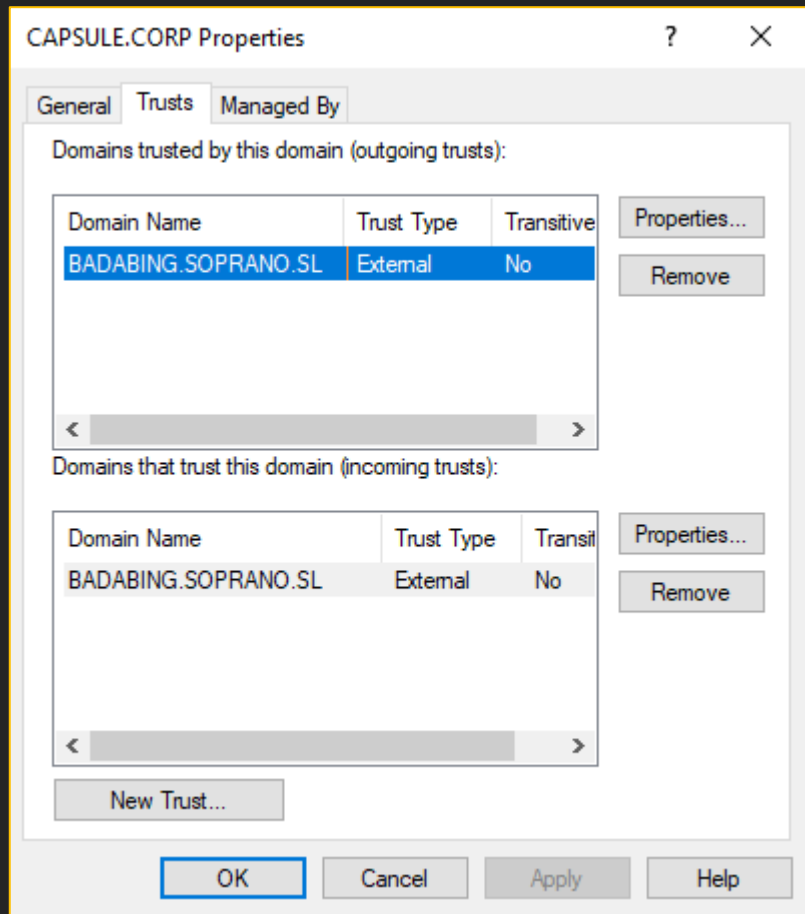 CAPSULE.CORP Properties ? ×
General Trusts Managed By
Domains trusted by this domain (outgoing trusts):
Domain Name Trust Type Transitive Properties...
BADABING.SOPRANO.SL External No
Remove
Domains that trust this domain (incoming trusts):
Domain Name Trust Type Transit Properties...
BADABING.SOPRANO.SL External No
Remove
New Trust...
OK Cancel Apply Help